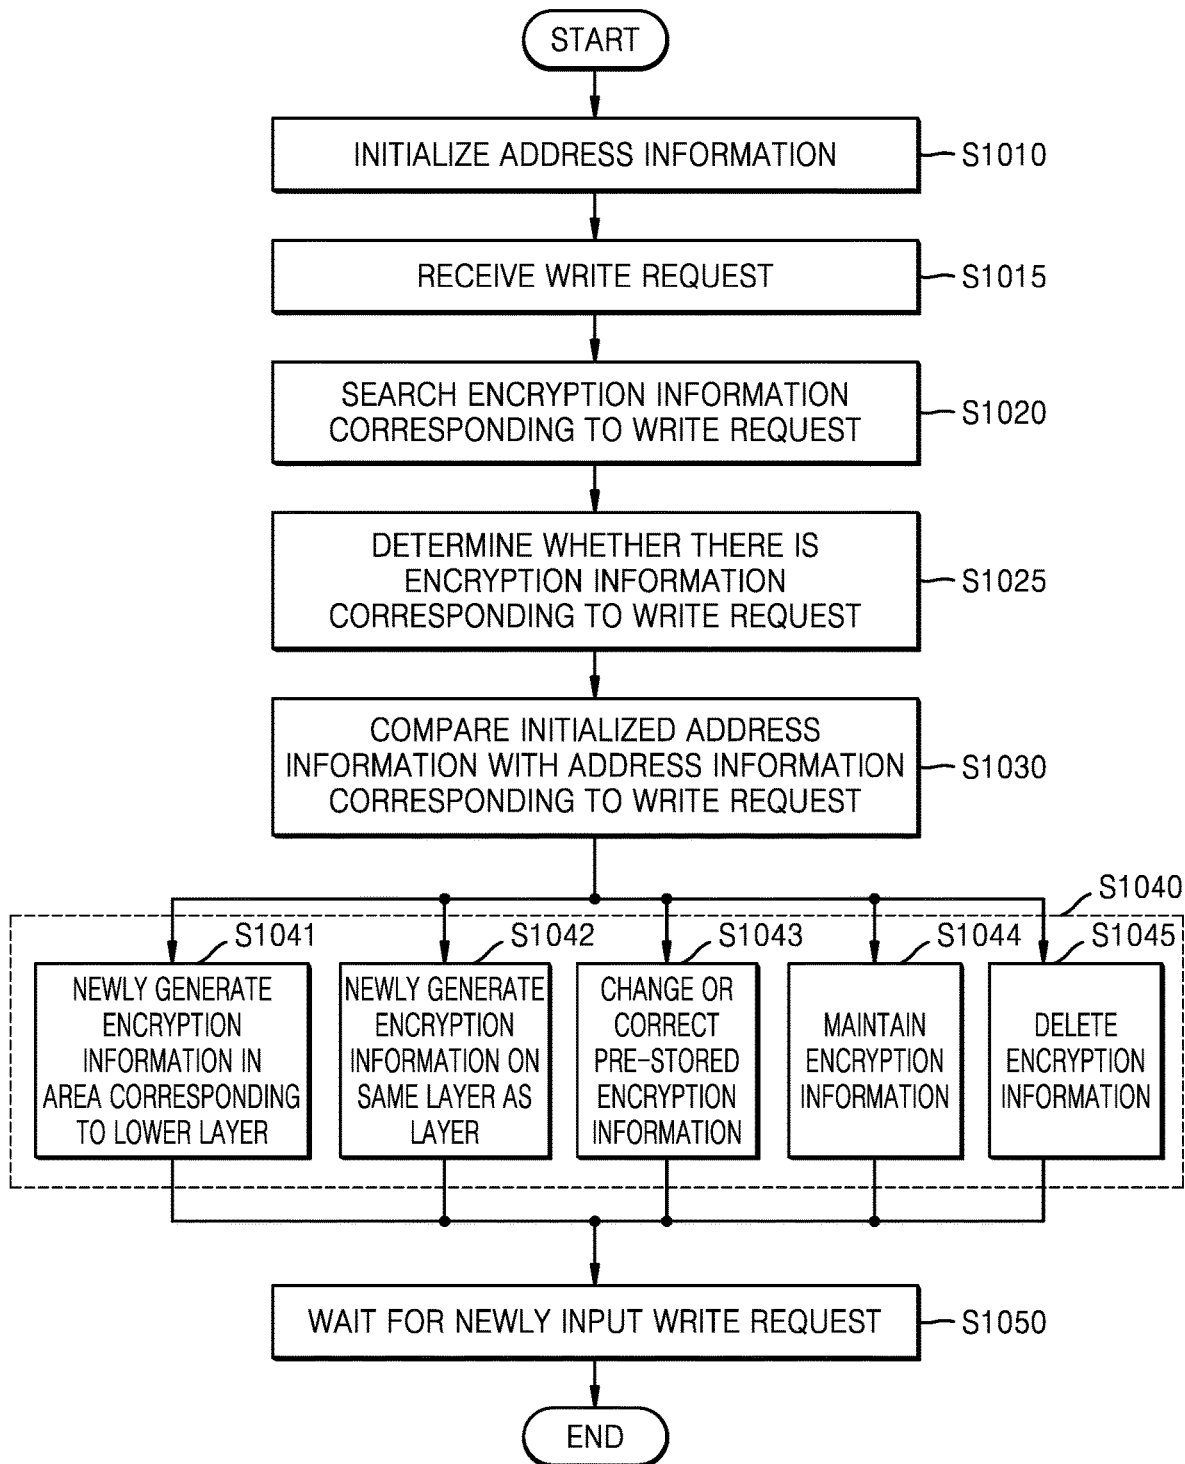 START
INITIALIZE ADDRESS INFORMATION
S1010
RECEIVE WRITE REQUEST
S1015
SEARCH ENCRYPTION INFORMATION
CORRESPONDING TO WRITE REQUEST
S1020
DETERMINE WHETHER THERE IS
ENCRYPTION INFORMATION
CORRESPONDING TO WRITE REQUEST
S1025
COMPARE INITIALIZED ADDRESS
INFORMATION WITH ADDRESS INFORMATION
CORRESPONDING TO WRITE REQUEST
S1030
S1040
S1041
NEWLY GENERATE
ENCRYPTION
INFORMATION IN
AREA CORRESPONDING
TO LOWER LAYER
S1042
NEWLY GENERATE
ENCRYPTION
INFORMATION ON
SAME LAYER AS
LAYER
S1043
CHANGE OR
CORRECT
PRE-STORED
ENCRYPTION
INFORMATION
S1044
MAINTAIN
ENCRYPTION
INFORMATION
S1045
DELETE
ENCRYPTION
INFORMATION
WAIT FOR NEWLY INPUT WRITE REQUEST
S1050
END